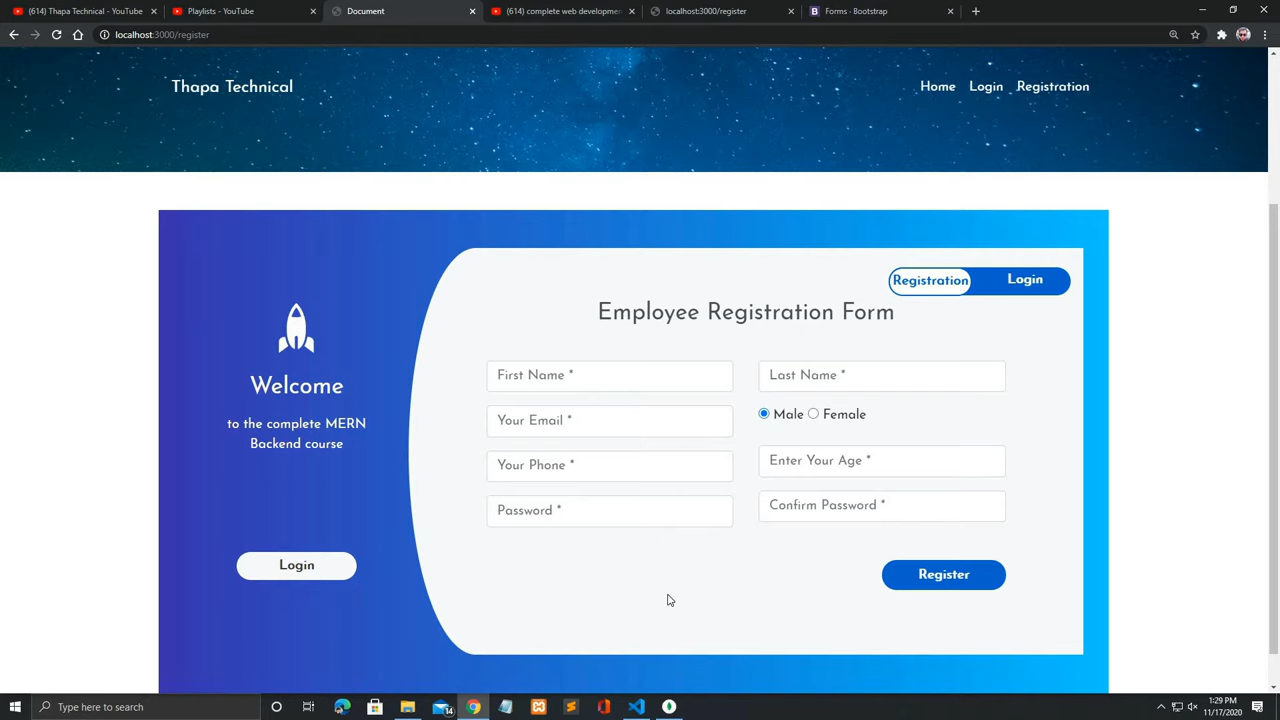 (614) Thapa Technical - YouTube
Playlists - YouTube
Document
(614) complete web developmen
localhost:3000/register
Forms · Bootstrap
localhost:3000/register
Thapa Technical
Home
Login
Registration
Registration
Login
Employee Registration Form
Welcome
to the complete MERN
Backend course
Login
First Name *
Last Name *
Your Email *
Male
Female
Your Phone *
Enter Your Age *
Password *
Confirm Password *
Register
Type here to search
14
1:29 PM
11/17/2020